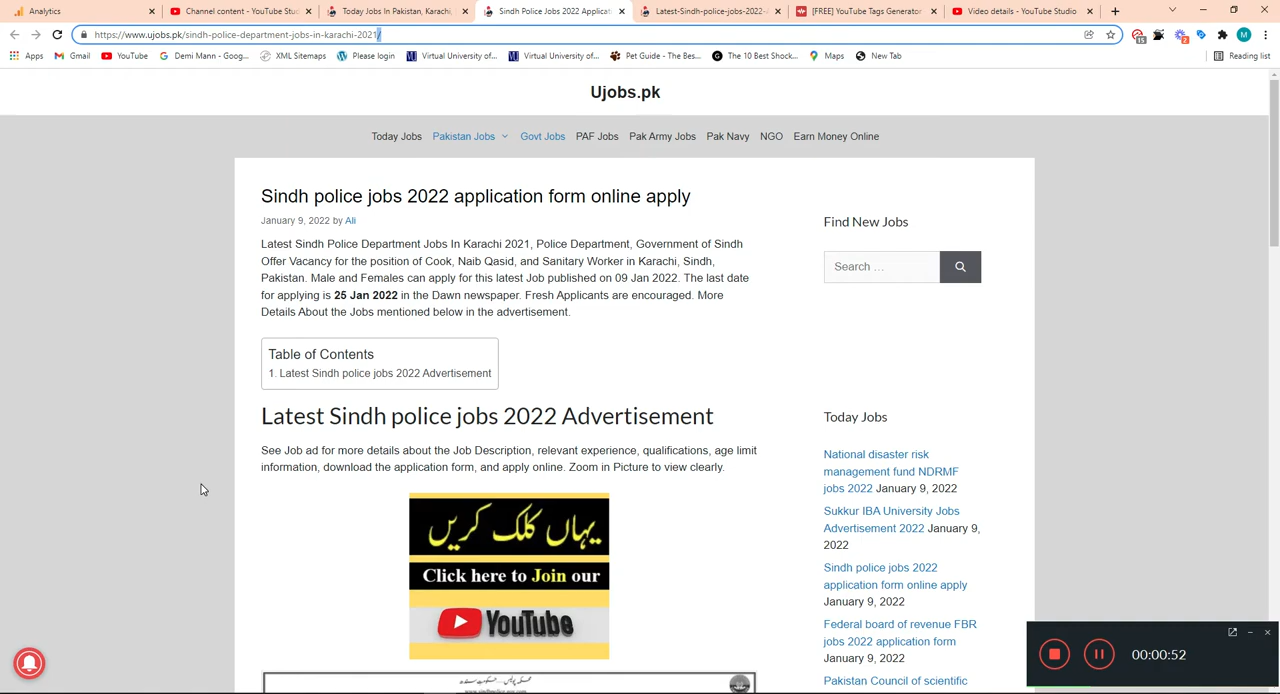 Analytics
Channel content - YouTube Stu
Today Jobs In Pakistan, Karachi,
Sindh Police Jobs 2022 Applicat
Latest-Sindh-police-jobs-2022-
[FREE] YouTube Tags Generator
Video details - YouTube Studio
https://www.ujobs.pk/sindh-police-department-jobs-in-karachi-2021/
15
2
M
Apps
Gmail
YouTube
Demi Mann - Goog...
XML Sitemaps
Please login
Virtual University of...
Virtual University of...
Pet Guide - The Bes...
The 10 Best Shock...
Maps
New Tab
Reading list
Ujobs.pk
Today Jobs
Pakistan Jobs
Govt Jobs
PAF Jobs
Pak Army Jobs
Pak Navy
NGO
Earn Money Online
Sindh police jobs 2022 application form online apply
January 9, 2022 by Ali
Latest Sindh Police Department Jobs In Karachi 2021, Police Department, Government of Sindh
Offer Vacancy for the position of Cook, Naib Qasid, and Sanitary Worker in Karachi, Sindh,
Pakistan. Male and Females can apply for this latest Job published on 09 Jan 2022. The last date
for applying is 25 Jan 2022 in the Dawn newspaper. Fresh Applicants are encouraged. More
Details About the Jobs mentioned below in the advertisement.
Table of Contents
1. Latest Sindh police jobs 2022 Advertisement
Latest Sindh police jobs 2022 Advertisement
See Job ad for more details about the Job Description, relevant experience, qualifications, age limit
information, download the application form, and apply online. Zoom in Picture to view clearly.
یہاں کلک کریں
Click here to Join our
YouTube
www.sindhpolice.gov.pk
Find New Jobs
Search …
Today Jobs
National disaster risk
management fund NDRMF
jobs 2022 January 9, 2022
Sukkur IBA University Jobs
Advertisement 2022 January 9,
2022
Sindh police jobs 2022
application form online apply
January 9, 2022
Federal board of revenue FBR
jobs 2022 application form
January 9, 2022
Pakistan Council of scientific
00:00:52